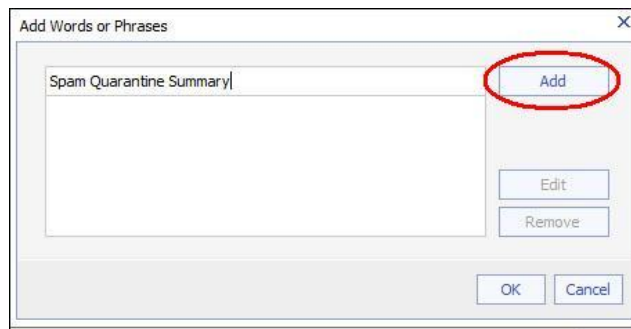 Add Words or Phrases
Spam Quarantine Summary
Add
Edit
Remove
OK
Cancel